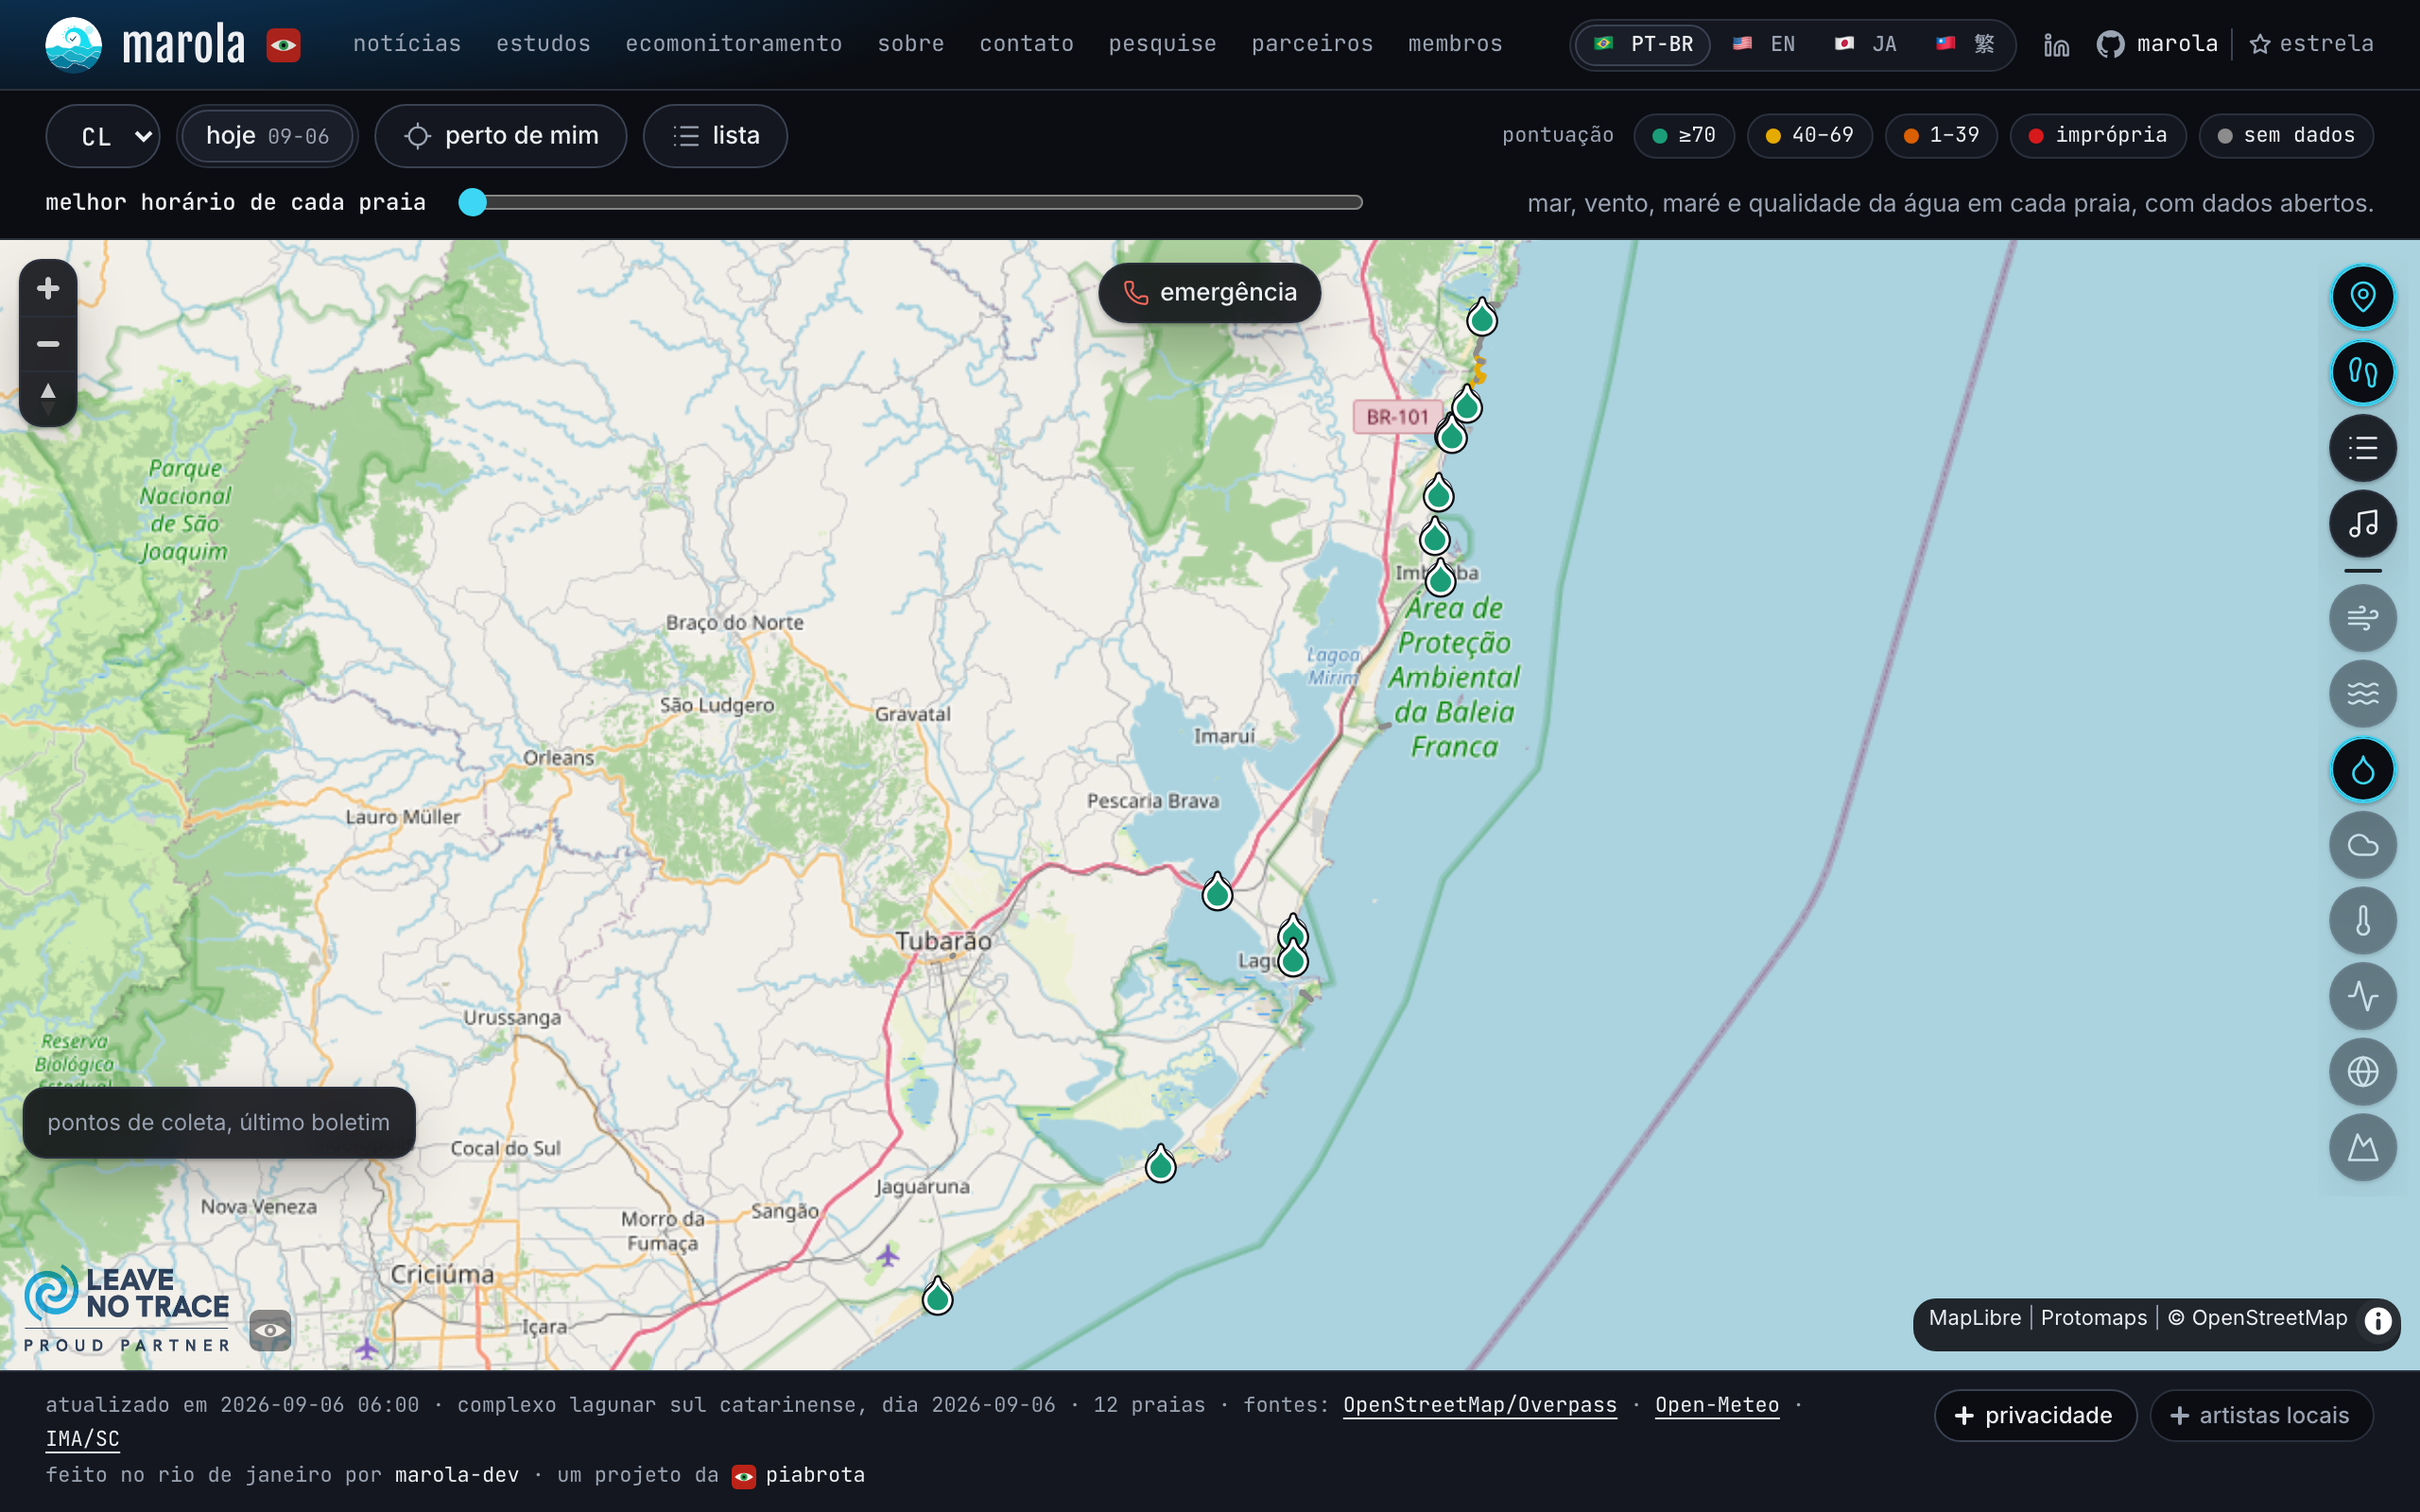 marola
notícias
estudos
ecomonitoramento
sobre
contato
pesquise
parceiros
membros
PT-BR
EN
JA
繁
marola
estrela
CL
hoje 09-06
perto de mim
lista
pontuação
≥70
40–69
1–39
imprópria
sem dados
melhor horário de cada praia
mar, vento, maré e qualidade da água em cada praia, com dados abertos.
emergência
BR-101
Parque
Nacional
de São
Joaquim
Área de
Proteção
Ambiental
da Baleia
Franca
Braço do Norte
Lagoa
Mirim
São Ludgero
Gravatal
Imaruí
Orleans
Pescaria Brava
Lauro Müller
Tubarão
Urussanga
Reserva
Biológica
Estadual
pontos de coleta, último boletim
Cocal do Sul
Jaguaruna
Nova Veneza
Sangão
Morro da
Fumaça
Criciúma
Içara
LEAVE
NO TRACE
PROUD PARTNER
MapLibre | Protomaps | © OpenStreetMap
atualizado em 2026-09-06 06:00 · complexo lagunar sul catarinense, dia 2026-09-06 · 12 praias · fontes: OpenStreetMap/Overpass · Open-Meteo ·
IMA/SC
privacidade
artistas locais
feito no rio de janeiro por marola-dev · um projeto da piabrota